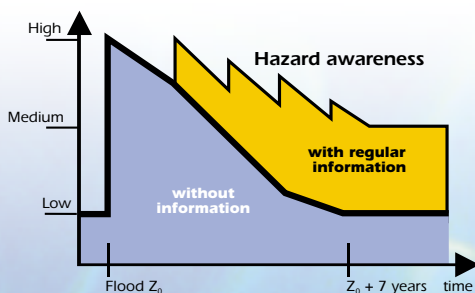 High
Hazard awareness
Medium
with regular
information
without
information
Low
Flood Z₀
Z₀ + 7 years
time